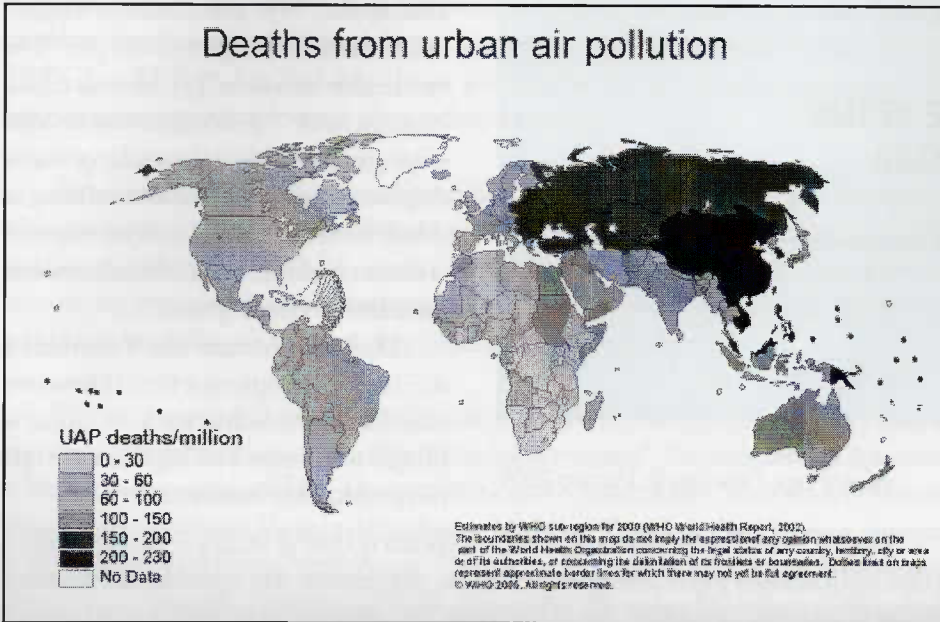 Deaths from urban air pollution
UAP deaths/million
0 - 30
30 - 60
60 - 100
100 - 150
150 - 200
200 - 230
No Data
Estimates by WHO sub-region for 2000 (WHO World Health Report, 2002).
The boundaries shown on this map do not imply the expression of any opinion whatsoever on the
part of the World Health Organization concerning the legal status of any country, territory, city or area
or of its authorities, or concerning the delimitation of its frontiers or boundaries. Dotted lines on maps
represent approximate border lines for which there may not yet be full agreement.
© WHO 2005. All rights reserved.